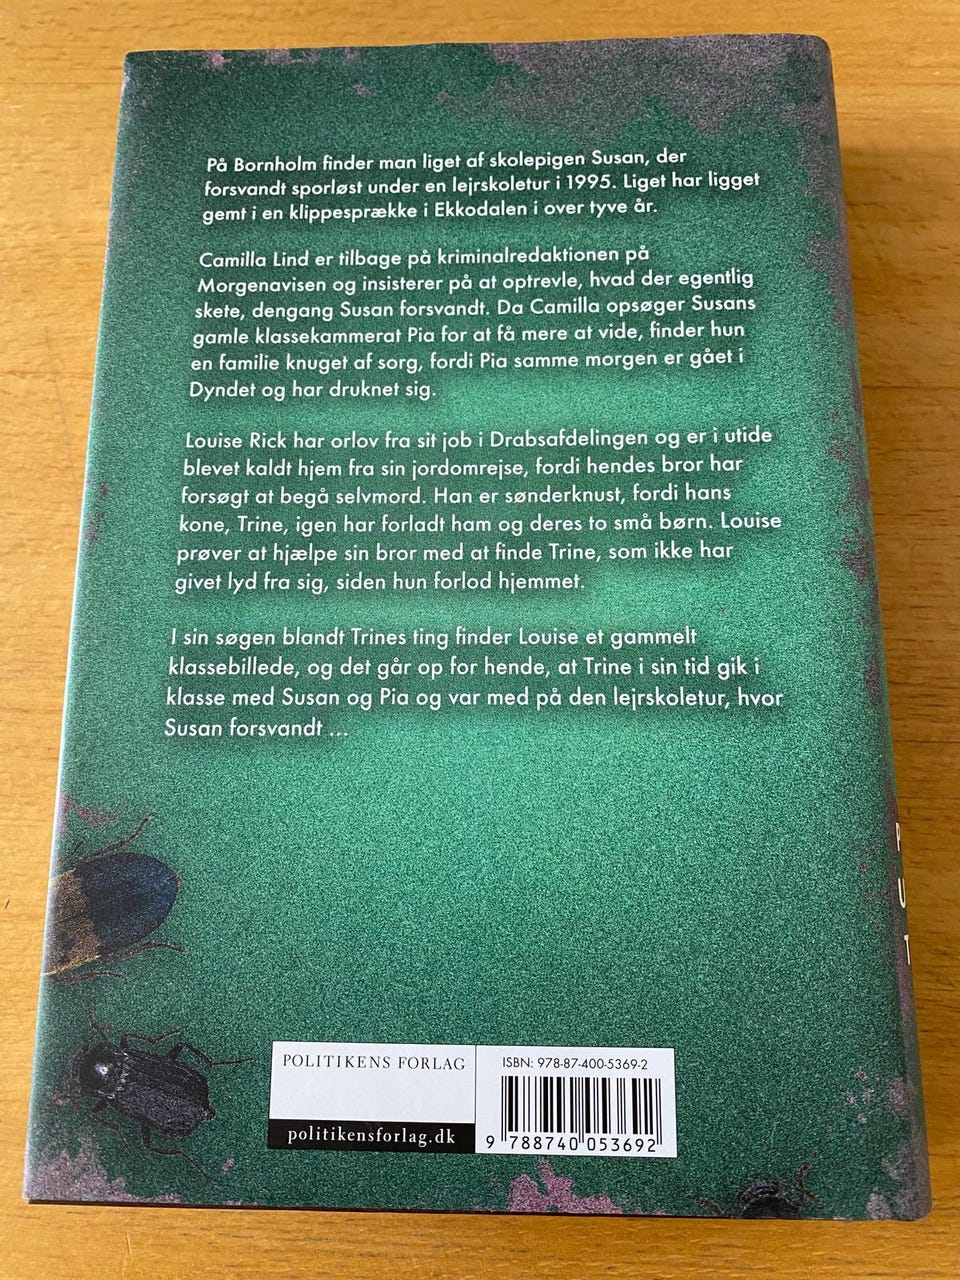 På Bornholm finder man liget af skolepigen Susan, der
forsvandt sporløst under en lejrskoletur i 1995. Liget har ligget
gemt i en klippesprække i Ekkodalen i over tyve år.
Camilla Lind er tilbage på kriminalredaktionen på
Morgenavisen og insisterer på at optrevle, hvad der egentlig
skete, dengang Susan forsvandt. Da Camilla opsøger Susans
gamle klassekammerat Pia for at få mere at vide, finder hun
en familie knuget af sorg, fordi Pia samme morgen er gået i
Dyndet og har druknet sig.
Louise Rick har orlov fra sit job i Drabsafdelingen og er i utide
blevet kaldt hjem fra sin jordomrejse, fordi hendes bror har
forsøgt at begå selvmord. Han er sønderknust, fordi hans
kone, Trine, igen har forladt ham og deres to små børn. Louise
prøver at hjælpe sin bror med at finde Trine, som ikke har
givet lyd fra sig, siden hun forlod hjemmet.
I sin søgen blandt Trines ting finder Louise et gammelt
klassebillede, og det går op for hende, at Trine i sin tid gik i
klasse med Susan og Pia og var med på den lejrskoletur, hvor
Susan forsvandt ...
P
U
T
POLITIKENS FORLAG
politikensforlag.dk
ISBN: 978-87-400-5369-2
9 788740 053692